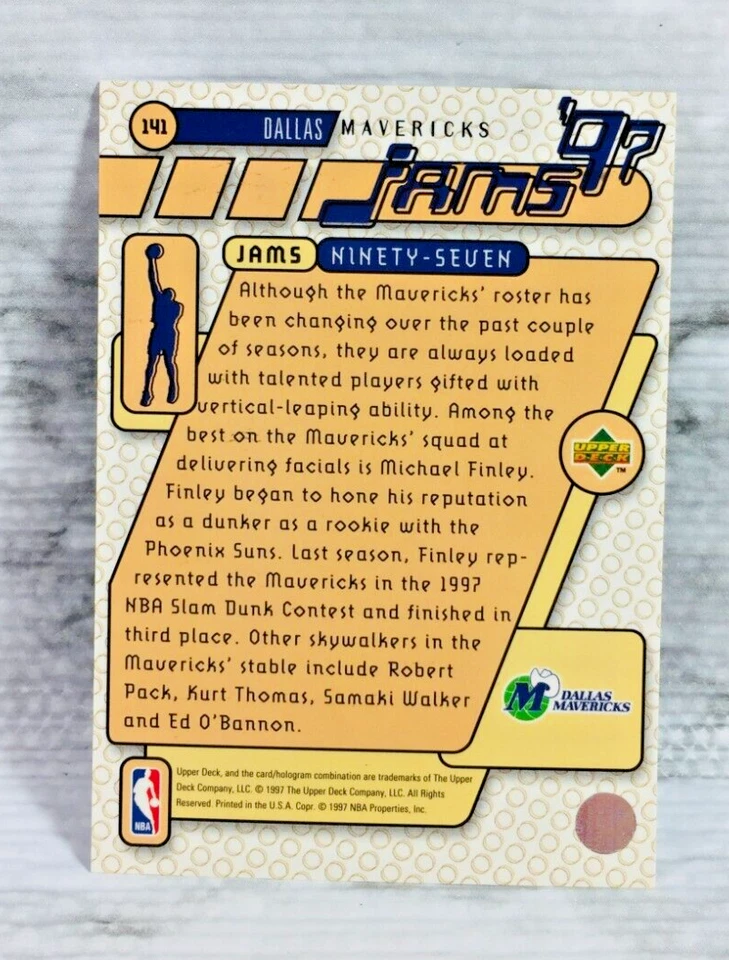 141
DALLAS MAVERICKS
jams '97
JAMS NINETY-SEVEN
Although the Mavericks' roster has
been changing over the past couple
of seasons, they are always loaded
with talented players gifted with
vertical-leaping ability. Among the
best on the Mavericks' squad at
delivering facials is Michael Finley.
Finley began to hone his reputation
as a dunker as a rookie with the
Phoenix Suns. Last season, Finley rep-
resented the Mavericks in the 1997
NBA Slam Dunk Contest and finished in
third place. Other skywalkers in the
Mavericks' stable include Robert
Pack, Kurt Thomas, Samaki Walker
and Ed O'Bannon.
UPPER
DECK
TM
M DALLAS
MAVERICKS
Upper Deck, and the card/hologram combination are trademarks of The Upper
Deck Company, LLC. © 1997 The Upper Deck Company, LLC. All Rights
Reserved. Printed in the U.S.A. Copr. © 1997 NBA Properties, Inc.
NBA